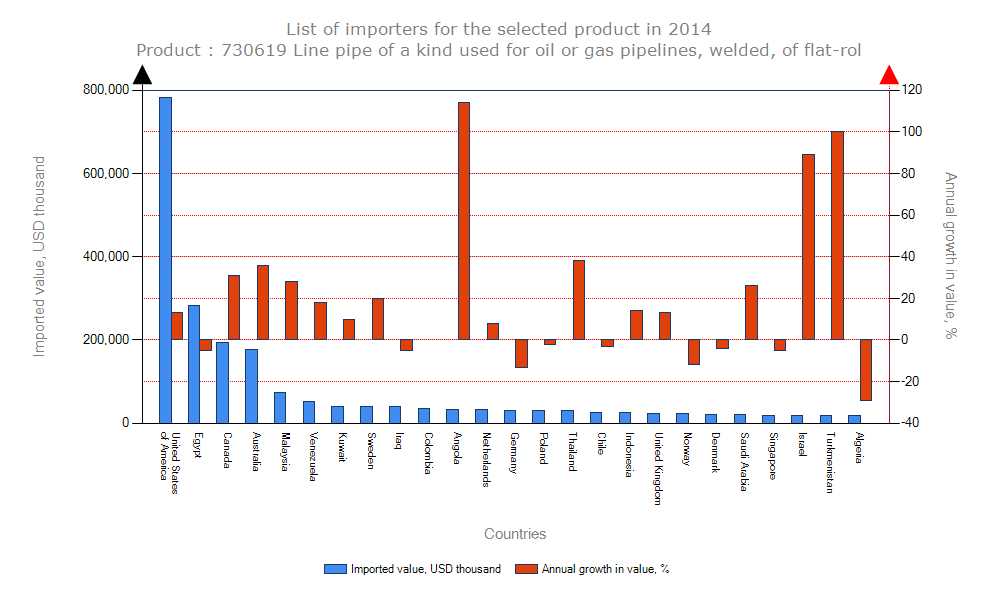 List of importers for the selected product in 2014
Product : 730619 Line pipe of a kind used for oil or gas pipelines, welded, of flat-rol
800,000
600,000
400,000
200,000
0
Imported value, USD thousand
120
100
80
60
40
20
0
-20
-40
Annual growth in value, %
United States
of America
Egypt
Canada
Australia
Malaysia
Venezuela
Kuwait
Sweden
Iraq
Colombia
Angola
Netherlands
Germany
Poland
Thailand
Chile
Indonesia
United Kingdom
Norway
Denmark
Saudi Arabia
Singapore
Israel
Turkmenistan
Algeria
Countries
Imported value, USD thousand
Annual growth in value, %